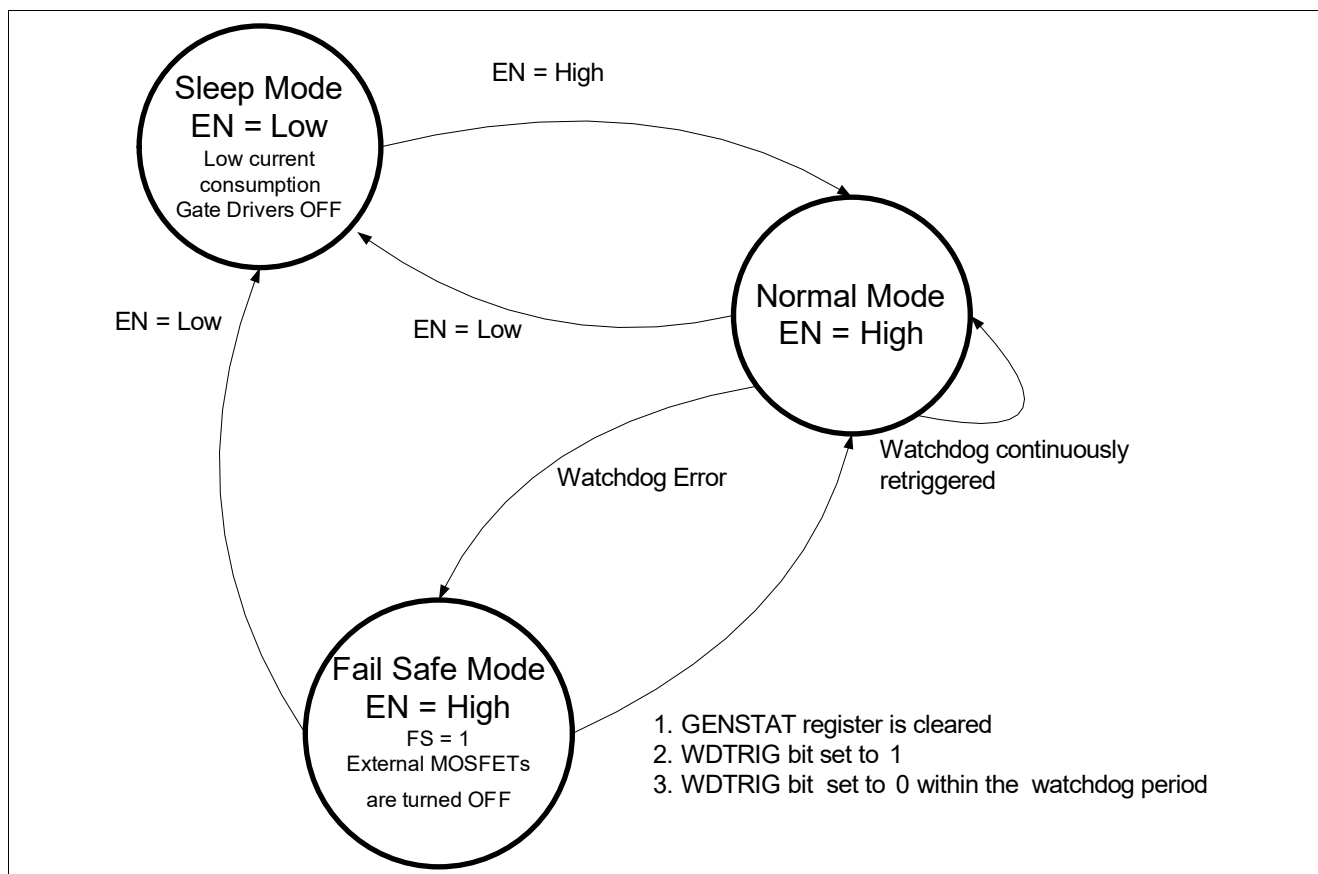 Sleep Mode
EN = Low
Low current
consumption
Gate Drivers OFF
EN = High
Normal Mode
EN = High
EN = Low
EN = Low
Watchdog continuously
retriggered
Watchdog Error
Fail Safe Mode
EN = High
FS = 1
External MOSFETs
are turned OFF
1. GENSTAT register is cleared
2. WDTRIG bit set to 1
3. WDTRIG bit set to 0 within the watchdog period